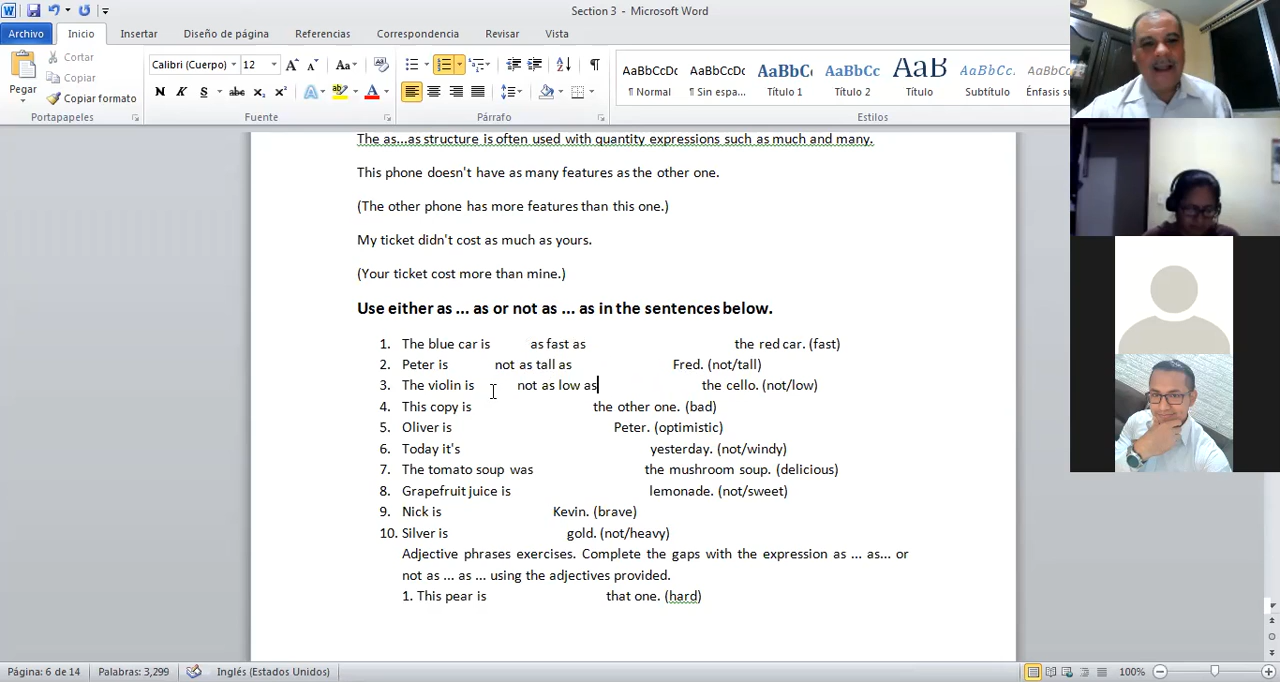 Section 3 - Microsoft Word
Archivo Inicio Insertar Diseño de página Referencias Correspondencia Revisar Vista
Pegar
Cortar
Copiar
Copiar formato
Portapapeles
Calibri (Cuerpo) 12
Fuente
Párrafo
AaBbCcDc AaBbCcDc AaBbC AaBbCc AaB AaBbCc. AaBbCc
¶ Normal ¶ Sin espa... Título 1 Título 2 Título Subtítulo Énfasis su
Estilos
The as...as structure is often used with quantity expressions such as much and many.
This phone doesn't have as many features as the other one.
(The other phone has more features than this one.)
My ticket didn't cost as much as yours.
(Your ticket cost more than mine.)
Use either as ... as or not as ... as in the sentences below.
1. The blue car is as fast as the red car. (fast)
2. Peter is not as tall as Fred. (not/tall)
3. The violin is not as low as the cello. (not/low)
4. This copy is the other one. (bad)
5. Oliver is Peter. (optimistic)
6. Today it's yesterday. (not/windy)
7. The tomato soup was the mushroom soup. (delicious)
8. Grapefruit juice is lemonade. (not/sweet)
9. Nick is Kevin. (brave)
10. Silver is gold. (not/heavy)
Adjective phrases exercises. Complete the gaps with the expression as ... as... or
not as ... as ... using the adjectives provided.
1. This pear is that one. (hard)
Página: 6 de 14 Palabras: 3,299 Inglés (Estados Unidos) 100%